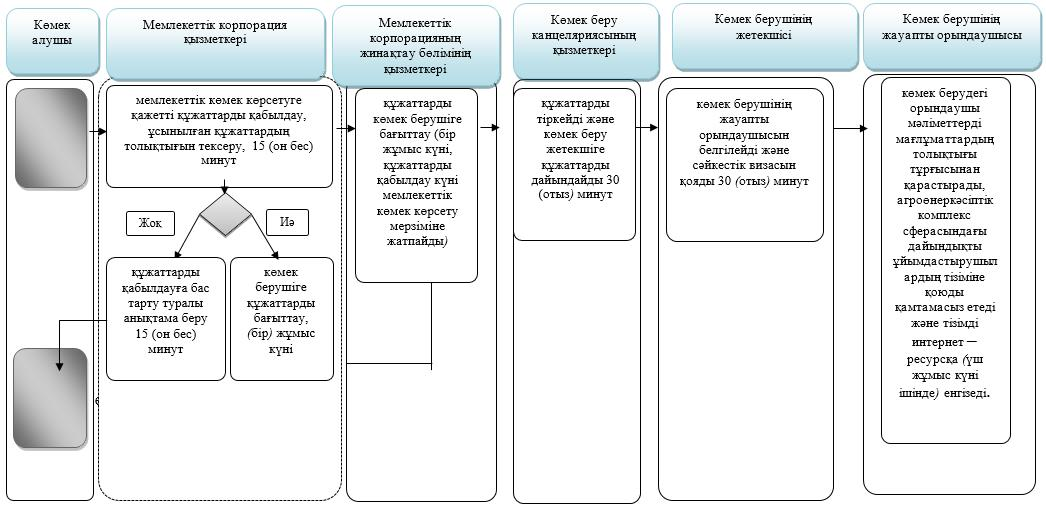 Көмек
алушы
Мемлекеттік корпорация
қызметкері
Мемлекеттік
корпорацияның
жинақтау бөлімінің
қызметкері
Көмек беру
канцеляриясының
қызметкері
Көмек берушінің
жетекшісі
Көмек берушінің
жауапты орындаушысы
мемлекеттік көмек көрсетуге
қажетті құжаттарды қабылдау,
ұсынылған құжаттардың
толықтығын тексеру, 15 (он бес)
минут
Жоқ
Иә
құжаттарды
қабылдауға бас
тарту туралы
анықтама беру
15 (он бес)
минут
көмек
берушіге
құжаттарды
бағыттау,
(бір) жұмыс
күні
құжаттарды
көмек берушіге
бағыттау (бір
жұмыс күні,
құжаттарды
қабылдау күні
мемлекеттік
көмек көрсету
мерзіміне
жатпайды)
құжаттарды
тіркейді және
көмек беру
жетекшіге
құжаттарды
дайындайды 30
(отыз) минут
көмек берушінің
жауапты
орындаушысын
белгілейді және
сәйкестік визасын
қояды 30 (отыз) минут
көмек берудегі
орындаушы
мәліметтерді
мағлұматтардың
толықтығы
тұрғысынан
қарастырады,
агроөнеркәсіптік
комплекс
сферасындағы
дайындықты
ұйымдастырушыл
ардың тізіміне
қоюды
қамтамасыз етеді
және тізімді
интернет –
ресурсқа (үш
жұмыс күні
ішінде) енгізеді.